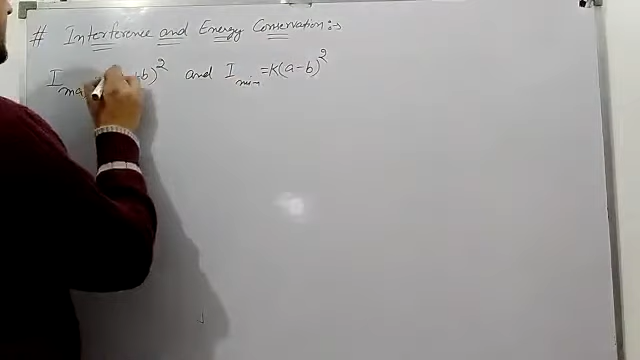 # Interference and Energy Conservation:-
I ma +b)² and I min = K(a-b)²